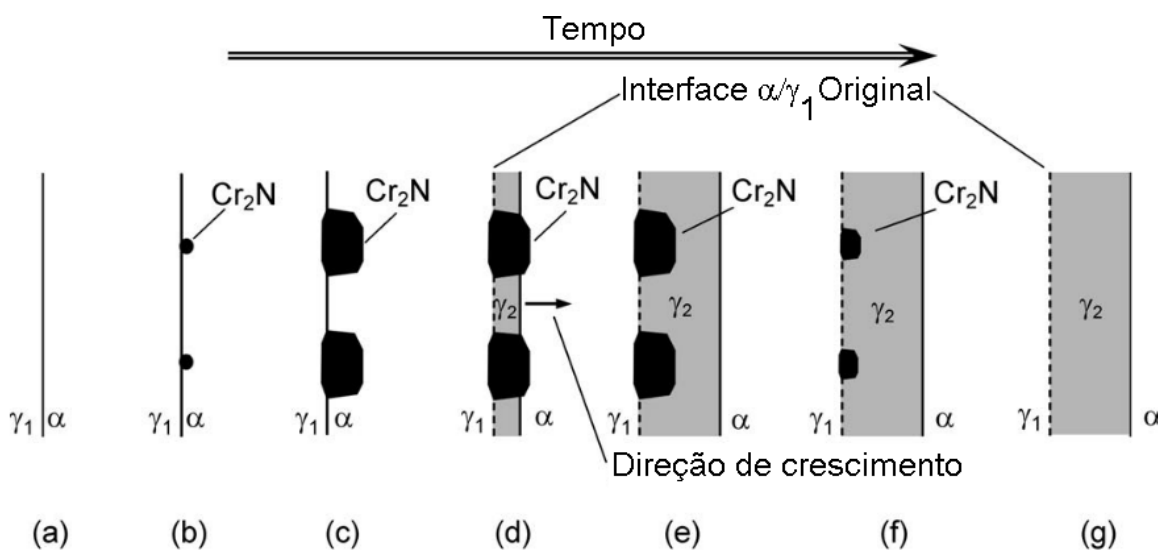 Tempo
Interface α/γ₁ Original
Cr₂N Cr₂N Cr₂N Cr₂N Cr₂N
γ₂ γ₂ γ₂ γ₂
γ₁ α γ₁ α γ₁ α γ₁ α γ₁ α γ₁ α γ₁ α
Direção de crescimento
(a) (b) (c) (d) (e) (f) (g)